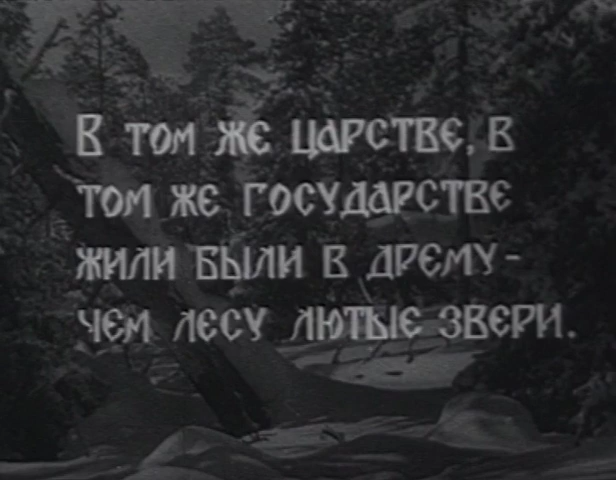 В ТОМ ЖЕ ЦАРСТВЕ, В
ТОМ ЖЕ ГОСУДАРСТВЕ
ЖИЛИ БЫЛИ В ДРЕМУ-
ЧЕМ ЛЕСУ ЛЮТЫЕ ЗВЕРИ.